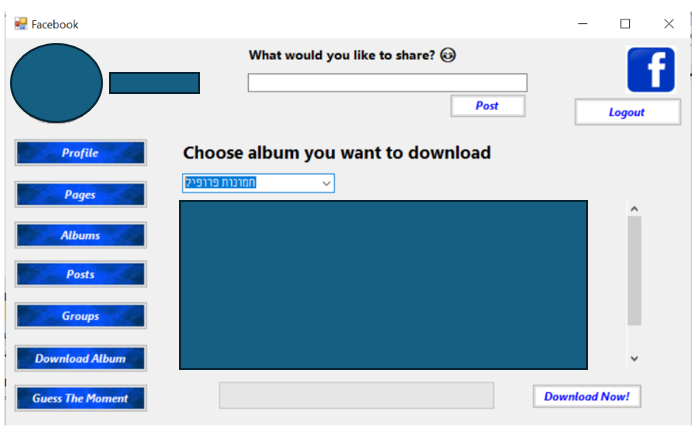 Facebook
What would you like to share? 😳
Post
f
Logout
Profile
Choose album you want to download
תמונות פרופיל
Pages
Albums
Posts
Groups
Download Album
Guess The Moment
Download Now!